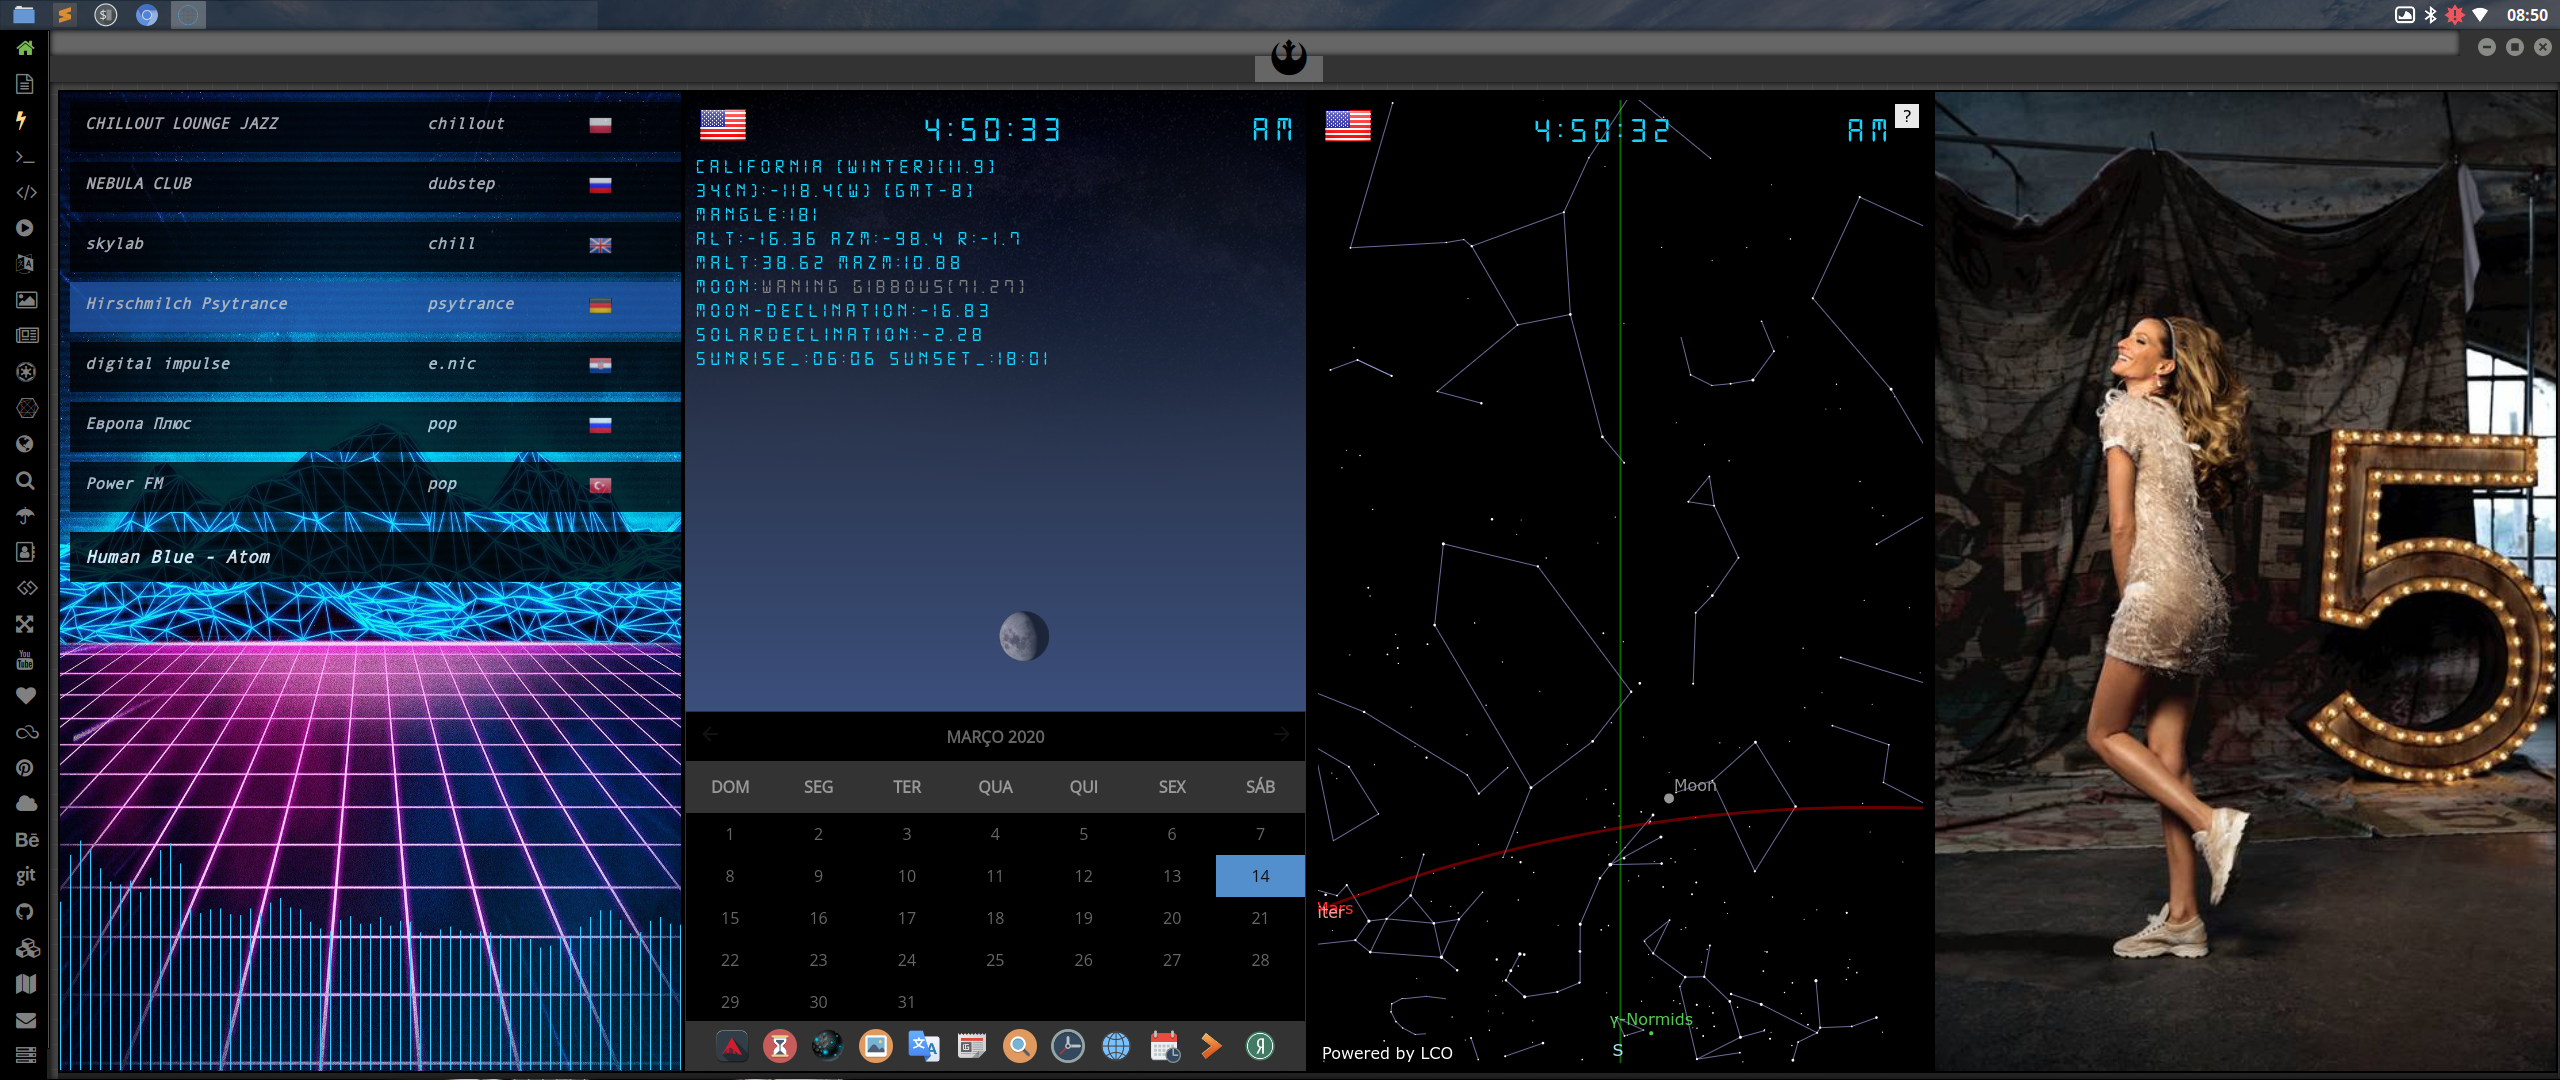 08:50
CHILLOUT LOUNGE JAZZ chillout
NEBULA CLUB dubstep
skylab chill
Hirschmilch Psytrance psytrance
digital impulse e.nic
Европа Плюс pop
Power FM pop
Human Blue - Atom
You
Tube
Bē
git
4:50:33 AM
CALIFORNIA [WINTER][11.9]
34(N):-118.4(W) [GMT-8]
MANGLE:181
ALT:-16.36 AZM:-98.4 R:-1.7
MALT:38.62 MAZM:10.88
MOON:WANING GIBBOUS[71.27]
MOON-DECLINATION:-16.83
SOLARDECLINATION:-2.28
SUNRISE_:06:06 SUNSET_:18:01
MARÇO 2020
DOM SEG TER QUA QUI SEX SÁB
1 2 3 4 5 6 7
8 9 10 11 12 13 14
15 16 17 18 19 20 21
22 23 24 25 26 27 28
29 30 31
4:50:32 AM
?
Moon
Mars
iter
γ-Normids
S
Powered by LCO
5